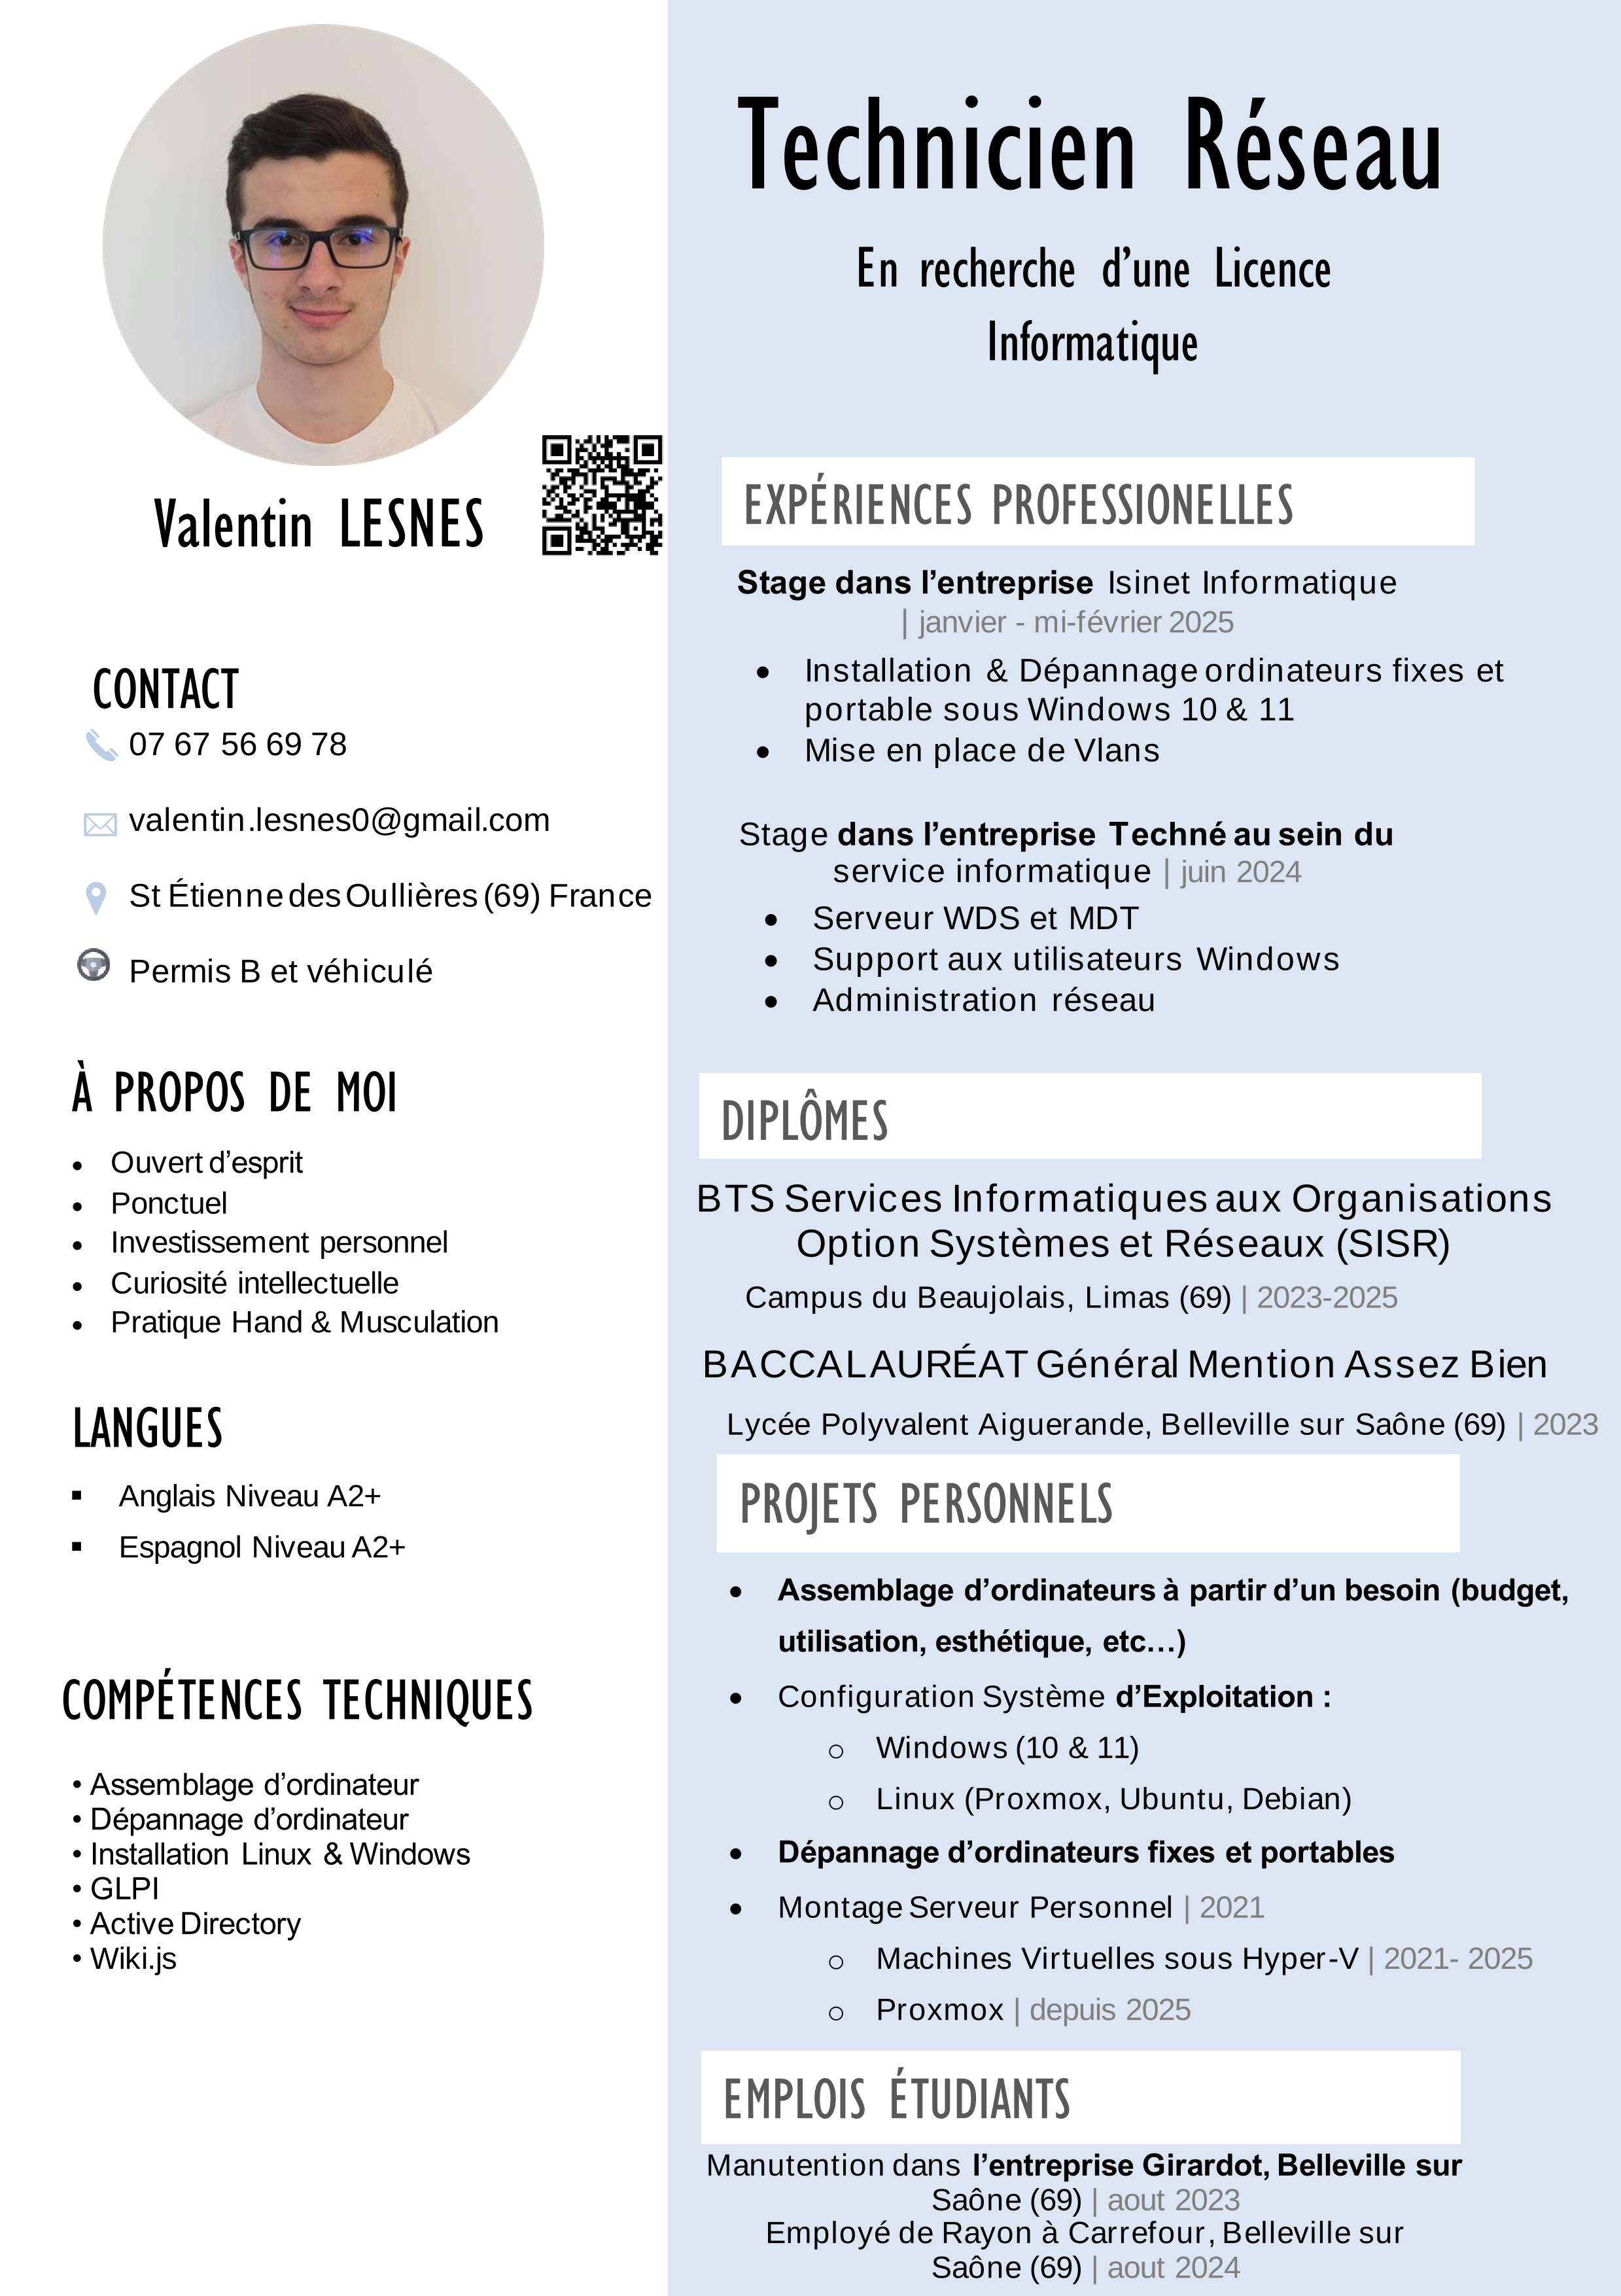 Valentin LESNES
CONTACT
07 67 56 69 78
valentin.lesnes0@gmail.com
St Étienne des Oullières (69) France
Permis B et véhiculé
À PROPOS DE MOI
• Ouvert d’esprit
• Ponctuel
• Investissement personnel
• Curiosité intellectuelle
• Pratique Hand & Musculation
LANGUES
▪ Anglais Niveau A2+
▪ Espagnol Niveau A2+
COMPÉTENCES TECHNIQUES
• Assemblage d’ordinateur
• Dépannage d’ordinateur
• Installation Linux & Windows
• GLPI
• Active Directory
• Wiki.js
Technicien Réseau
En recherche d’une Licence
Informatique
EXPÉRIENCES PROFESSIONELLES
Stage dans l’entreprise Isinet Informatique
| janvier - mi-février 2025
• Installation & Dépannage ordinateurs fixes et
portable sous Windows 10 & 11
• Mise en place de Vlans
Stage dans l’entreprise Techné au sein du
service informatique | juin 2024
• Serveur WDS et MDT
• Support aux utilisateurs Windows
• Administration réseau
DIPLÔMES
BTS Services Informatiques aux Organisations
Option Systèmes et Réseaux (SISR)
Campus du Beaujolais, Limas (69) | 2023-2025
BACCALAURÉAT Général Mention Assez Bien
Lycée Polyvalent Aiguerande, Belleville sur Saône (69) | 2023
PROJETS PERSONNELS
• Assemblage d’ordinateurs à partir d’un besoin (budget,
utilisation, esthétique, etc…)
• Configuration Système d’Exploitation :
o Windows (10 & 11)
o Linux (Proxmox, Ubuntu, Debian)
• Dépannage d’ordinateurs fixes et portables
• Montage Serveur Personnel | 2021
o Machines Virtuelles sous Hyper-V | 2021- 2025
o Proxmox | depuis 2025
EMPLOIS ÉTUDIANTS
Manutention dans l’entreprise Girardot, Belleville sur
Saône (69) | aout 2023
Employé de Rayon à Carrefour, Belleville sur
Saône (69) | aout 2024